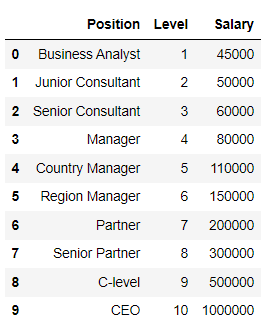 Position Level Salary
0 Business Analyst 1 45000
1 Junior Consultant 2 50000
2 Senior Consultant 3 60000
3 Manager 4 80000
4 Country Manager 5 110000
5 Region Manager 6 150000
6 Partner 7 200000
7 Senior Partner 8 300000
8 C-level 9 500000
9 CEO 10 1000000